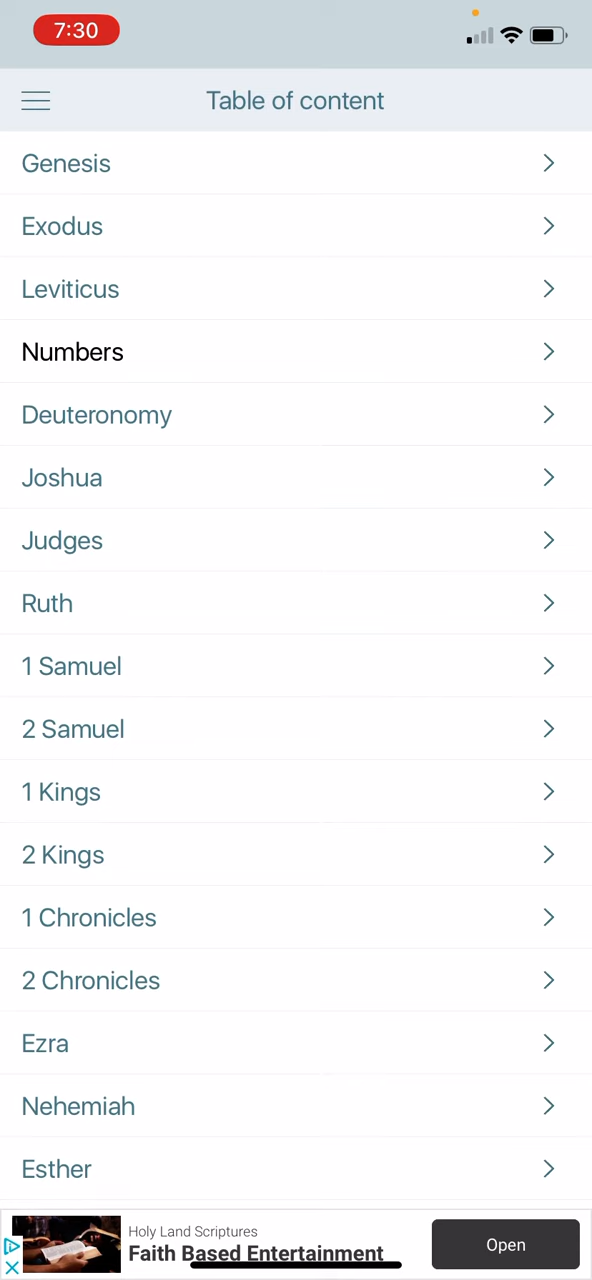 7:30
Table of content
Genesis
Exodus
Leviticus
Numbers
Deuteronomy
Joshua
Judges
Ruth
1 Samuel
2 Samuel
1 Kings
2 Kings
1 Chronicles
2 Chronicles
Ezra
Nehemiah
Esther
Holy Land Scriptures
Faith Based Entertainment
Open